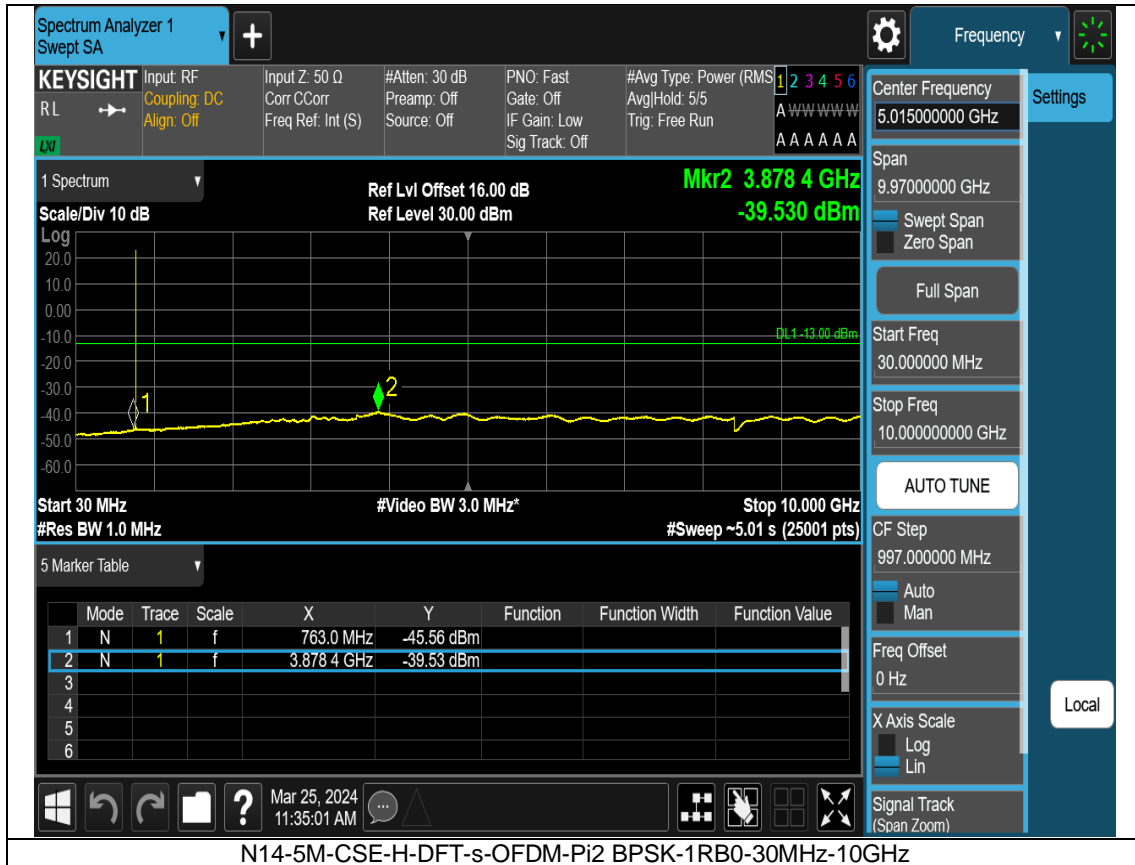 Spectrum Analyzer 1
Swept SA
+
Frequency
KEYSIGHT
RL
LXI
Input: RF
Coupling: DC
Align: Off
Input Z: 50 Ω
Corr CCorr
Freq Ref: Int (S)
#Atten: 30 dB
Preamp: Off
Source: Off
PNO: Fast
Gate: Off
IF Gain: Low
Sig Track: Off
#Avg Type: Power (RMS
Avg|Hold: 5/5
Trig: Free Run
1 2 3 4 5 6
A W W W W W
A A A A A A
1 Spectrum
Scale/Div 10 dB
Ref Lvl Offset 16.00 dB
Ref Level 30.00 dBm
Mkr2 3.878 4 GHz
-39.530 dBm
Log
20.0
10.0
0.00
-10.0
-20.0
-30.0
-40.0
-50.0
-60.0
DL1 -13.00 dBm
1
2
Start 30 MHz
#Video BW 3.0 MHz*
Stop 10.000 GHz
#Res BW 1.0 MHz
#Sweep ~5.01 s (25001 pts)
5 Marker Table
Mode Trace Scale X Y Function Function Width Function Value
1 N 1 f 763.0 MHz -45.56 dBm
2 N 1 f 3.878 4 GHz -39.53 dBm
3
4
5
6
?
Mar 25, 2024
11:35:01 AM
Center Frequency
5.015000000 GHz
Settings
Span
9.97000000 GHz
Swept Span
Zero Span
Full Span
Start Freq
30.000000 MHz
Stop Freq
10.000000000 GHz
AUTO TUNE
CF Step
997.000000 MHz
Auto
Man
Freq Offset
0 Hz
Local
X Axis Scale
Log
Lin
Signal Track
(Span Zoom)
N14-5M-CSE-H-DFT-s-OFDM-Pi2 BPSK-1RB0-30MHz-10GHz